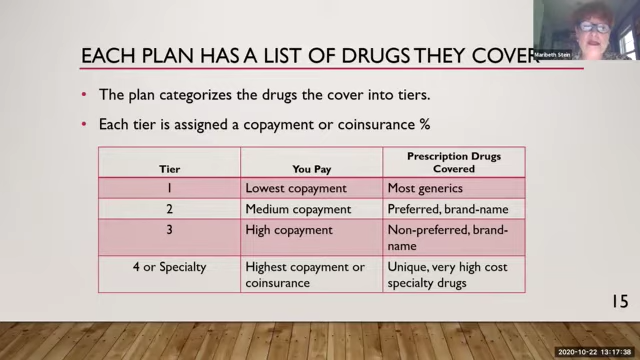 Maribeth Stein
EACH PLAN HAS A LIST OF DRUGS THEY COVER
• The plan categorizes the drugs the cover into tiers.
• Each tier is assigned a copayment or coinsurance %
Tier
You Pay
Prescription Drugs
Covered
1
Lowest copayment
Most generics
2
Medium copayment
Preferred, brand-name
3
High copayment
Non-preferred, brand-
name
4 or Specialty
Highest copayment or
coinsurance
Unique, very high cost
specialty drugs
15
2020-10-22 13:17:38